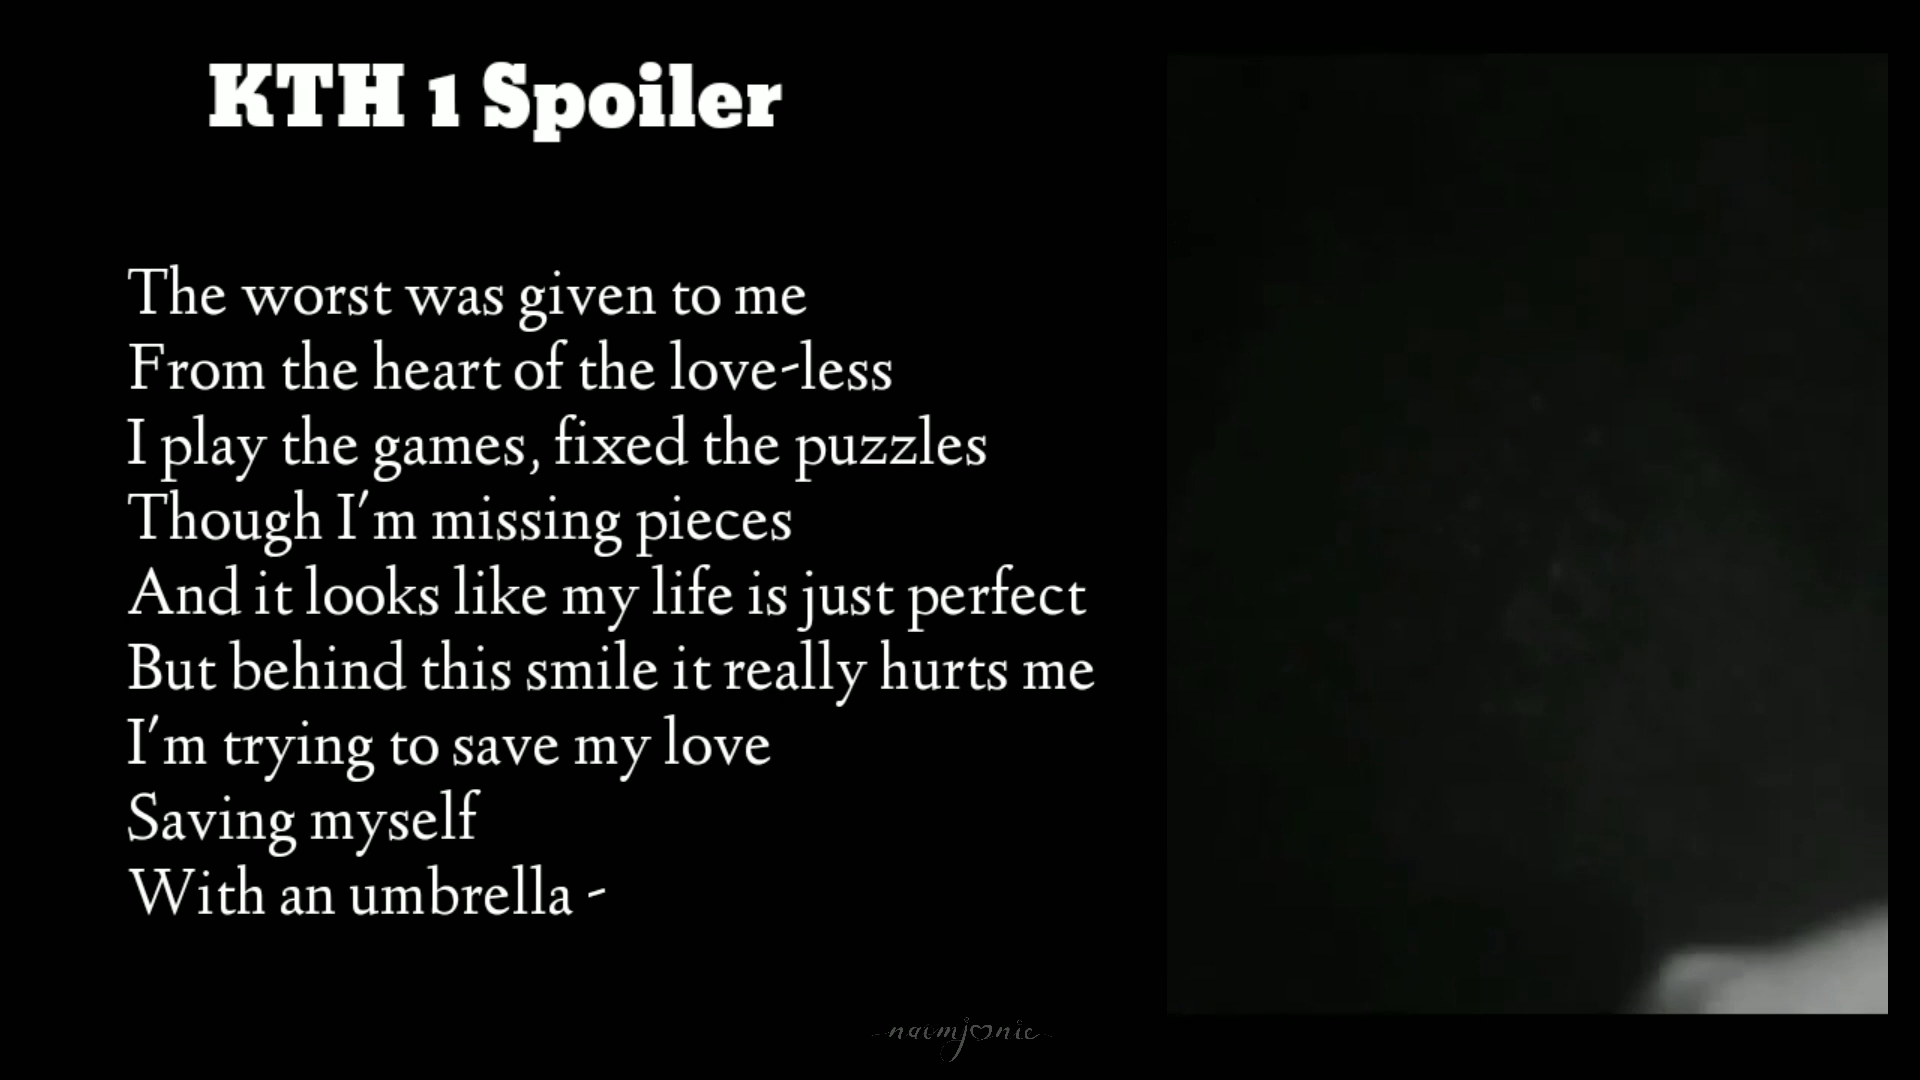 KTH 1 Spoiler
The worst was given to me
From the heart of the love-less
I play the games, fixed the puzzles
Though I'm missing pieces
And it looks like my life is just perfect
But behind this smile it really hurts me
I'm trying to save my love
Saving myself
With an umbrella -